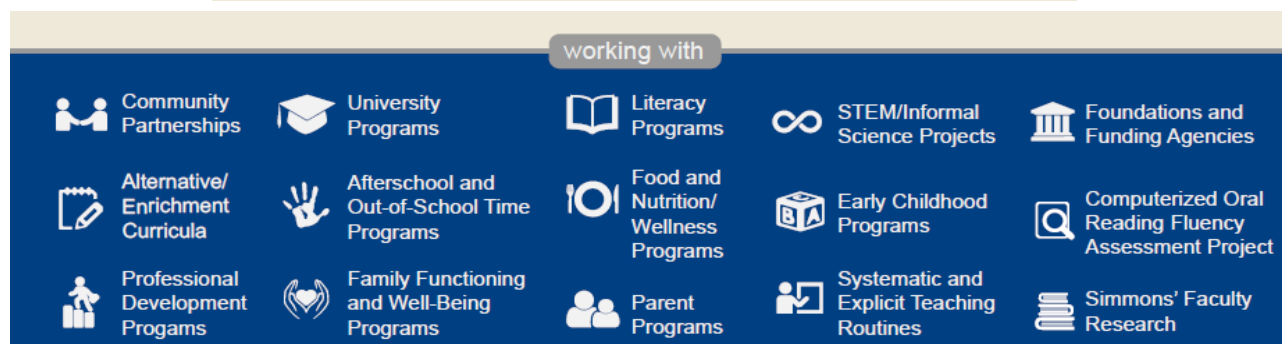 working with
Community
Partnerships
University
Programs
Literacy
Programs
STEM/Informal
Science Projects
Foundations and
Funding Agencies
Alternative/
Enrichment
Curricula
Afterschool and
Out-of-School Time
Programs
Food and
Nutrition/
Wellness
Programs
Early Childhood
Programs
Computerized Oral
Reading Fluency
Assessment Project
Professional
Development
Progams
Family Functioning
and Well-Being
Programs
Parent
Programs
Systematic and
Explicit Teaching
Routines
Simmons' Faculty
Research
B A